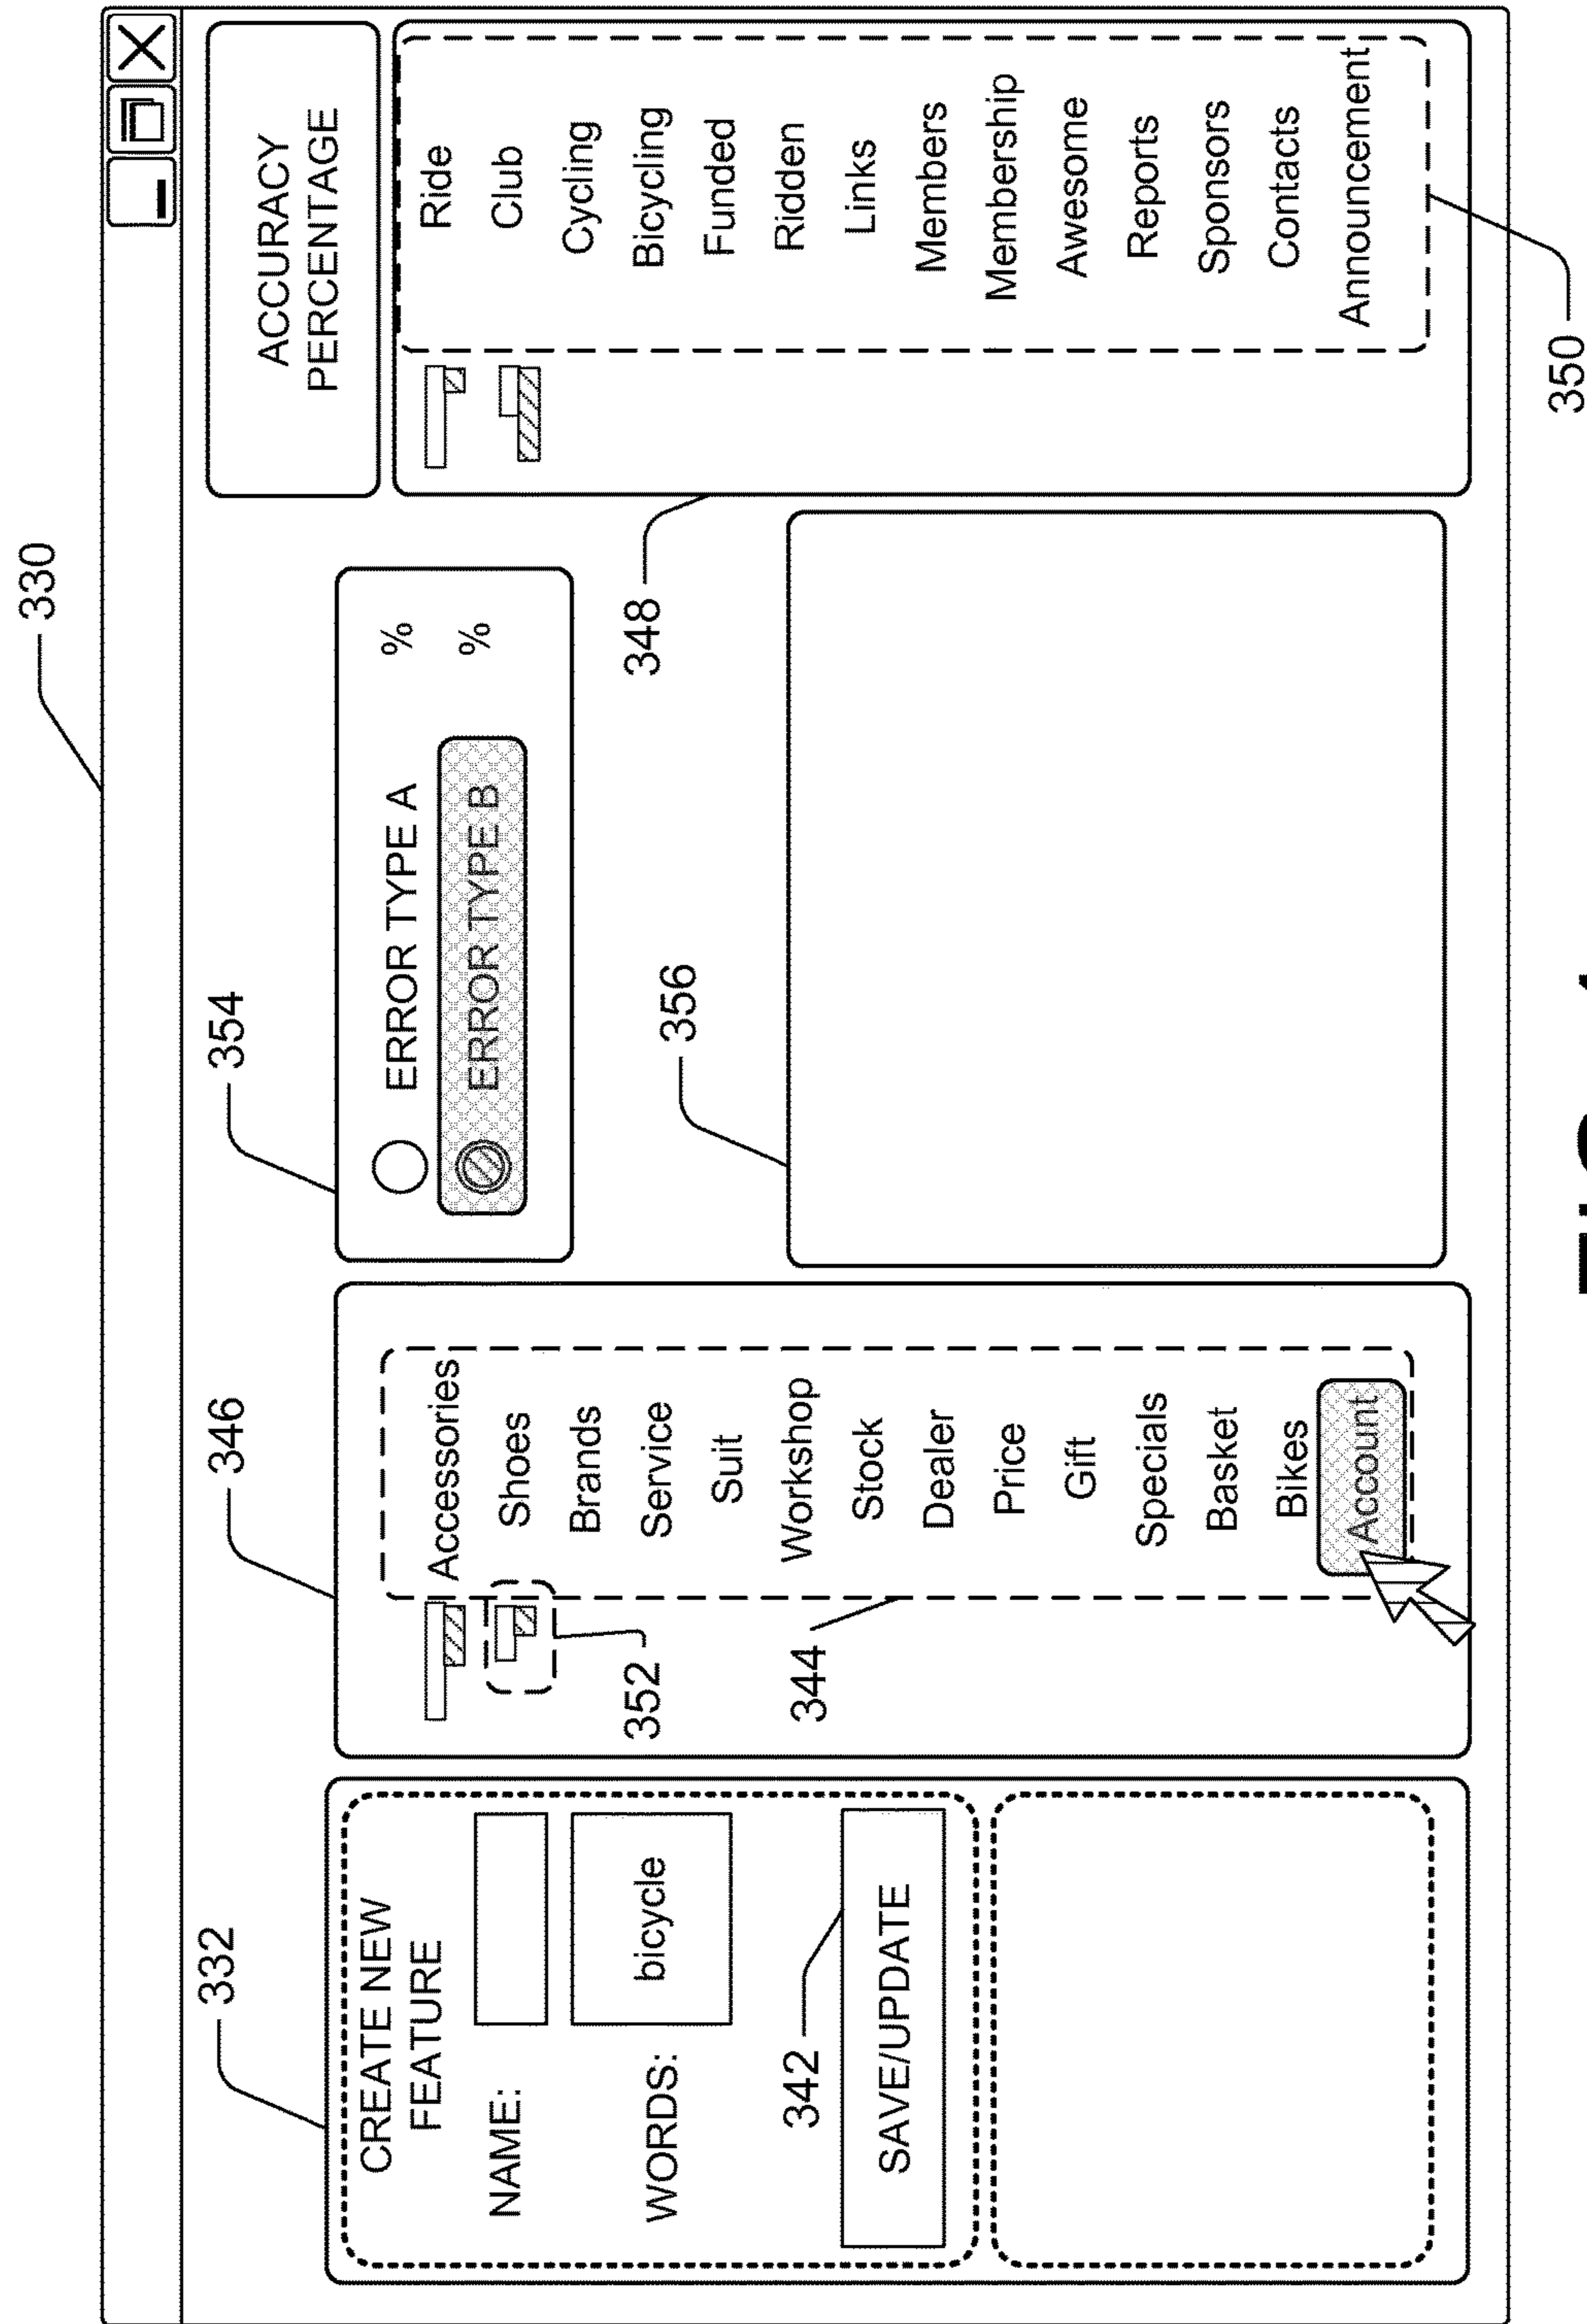 330
ACCURACY
PERCENTAGE
332
CREATE NEW
FEATURE
NAME:
WORDS:
bicycle
342
SAVE/UPDATE
346
Accessories
Shoes
Brands
Service
Suit
Workshop
Stock
Dealer
Price
Gift
Specials
Basket
Bikes
Account
352
344
354
ERROR TYPE A %
ERROR TYPE B %
356
348
Ride
Club
Cycling
Bicycling
Funded
Ridden
Links
Members
Membership
Awesome
Reports
Sponsors
Contacts
Announcement
350